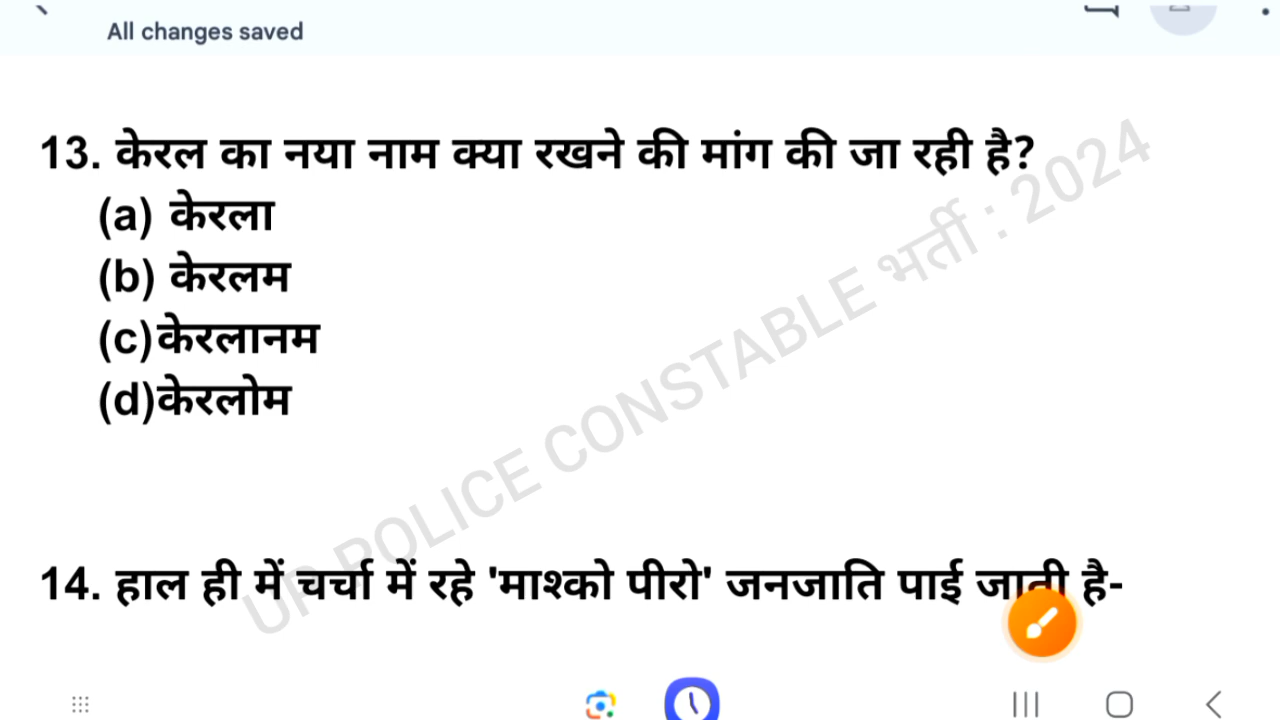 All changes saved
13. केरल का नया नाम क्या रखने की मांग की जा रही है?
(a) केरला
(b) केरलम
(c)केरलानम
(d)केरलोम
UP POLICE CONSTABLE भर्ती : 2024
14. हाल ही में चर्चा में रहे 'माश्को पीरो' जनजाति पाई जाती है-